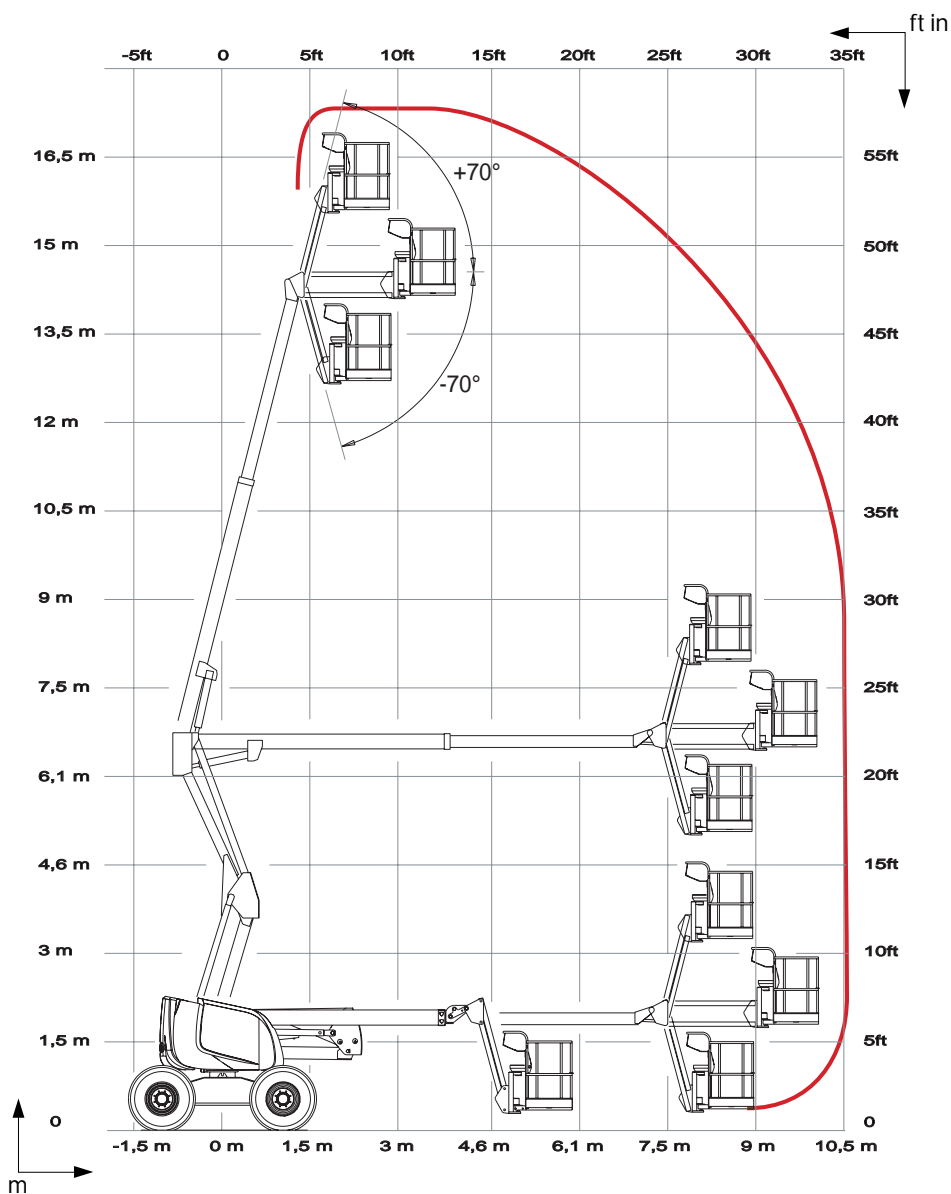 ft in
-5ft 0 5ft 10ft 15ft 20ft 25ft 30ft 35ft
16,5 m 55ft
+70°
15 m 50ft
13,5 m 45ft
-70°
12 m 40ft
10,5 m 35ft
9 m 30ft
7,5 m 25ft
6,1 m 20ft
4,6 m 15ft
3 m 10ft
1,5 m 5ft
0 0
-1,5 m 0 m 1,5 m 3 m 4,6 m 6,1 m 7,5 m 9 m 10,5 m
m